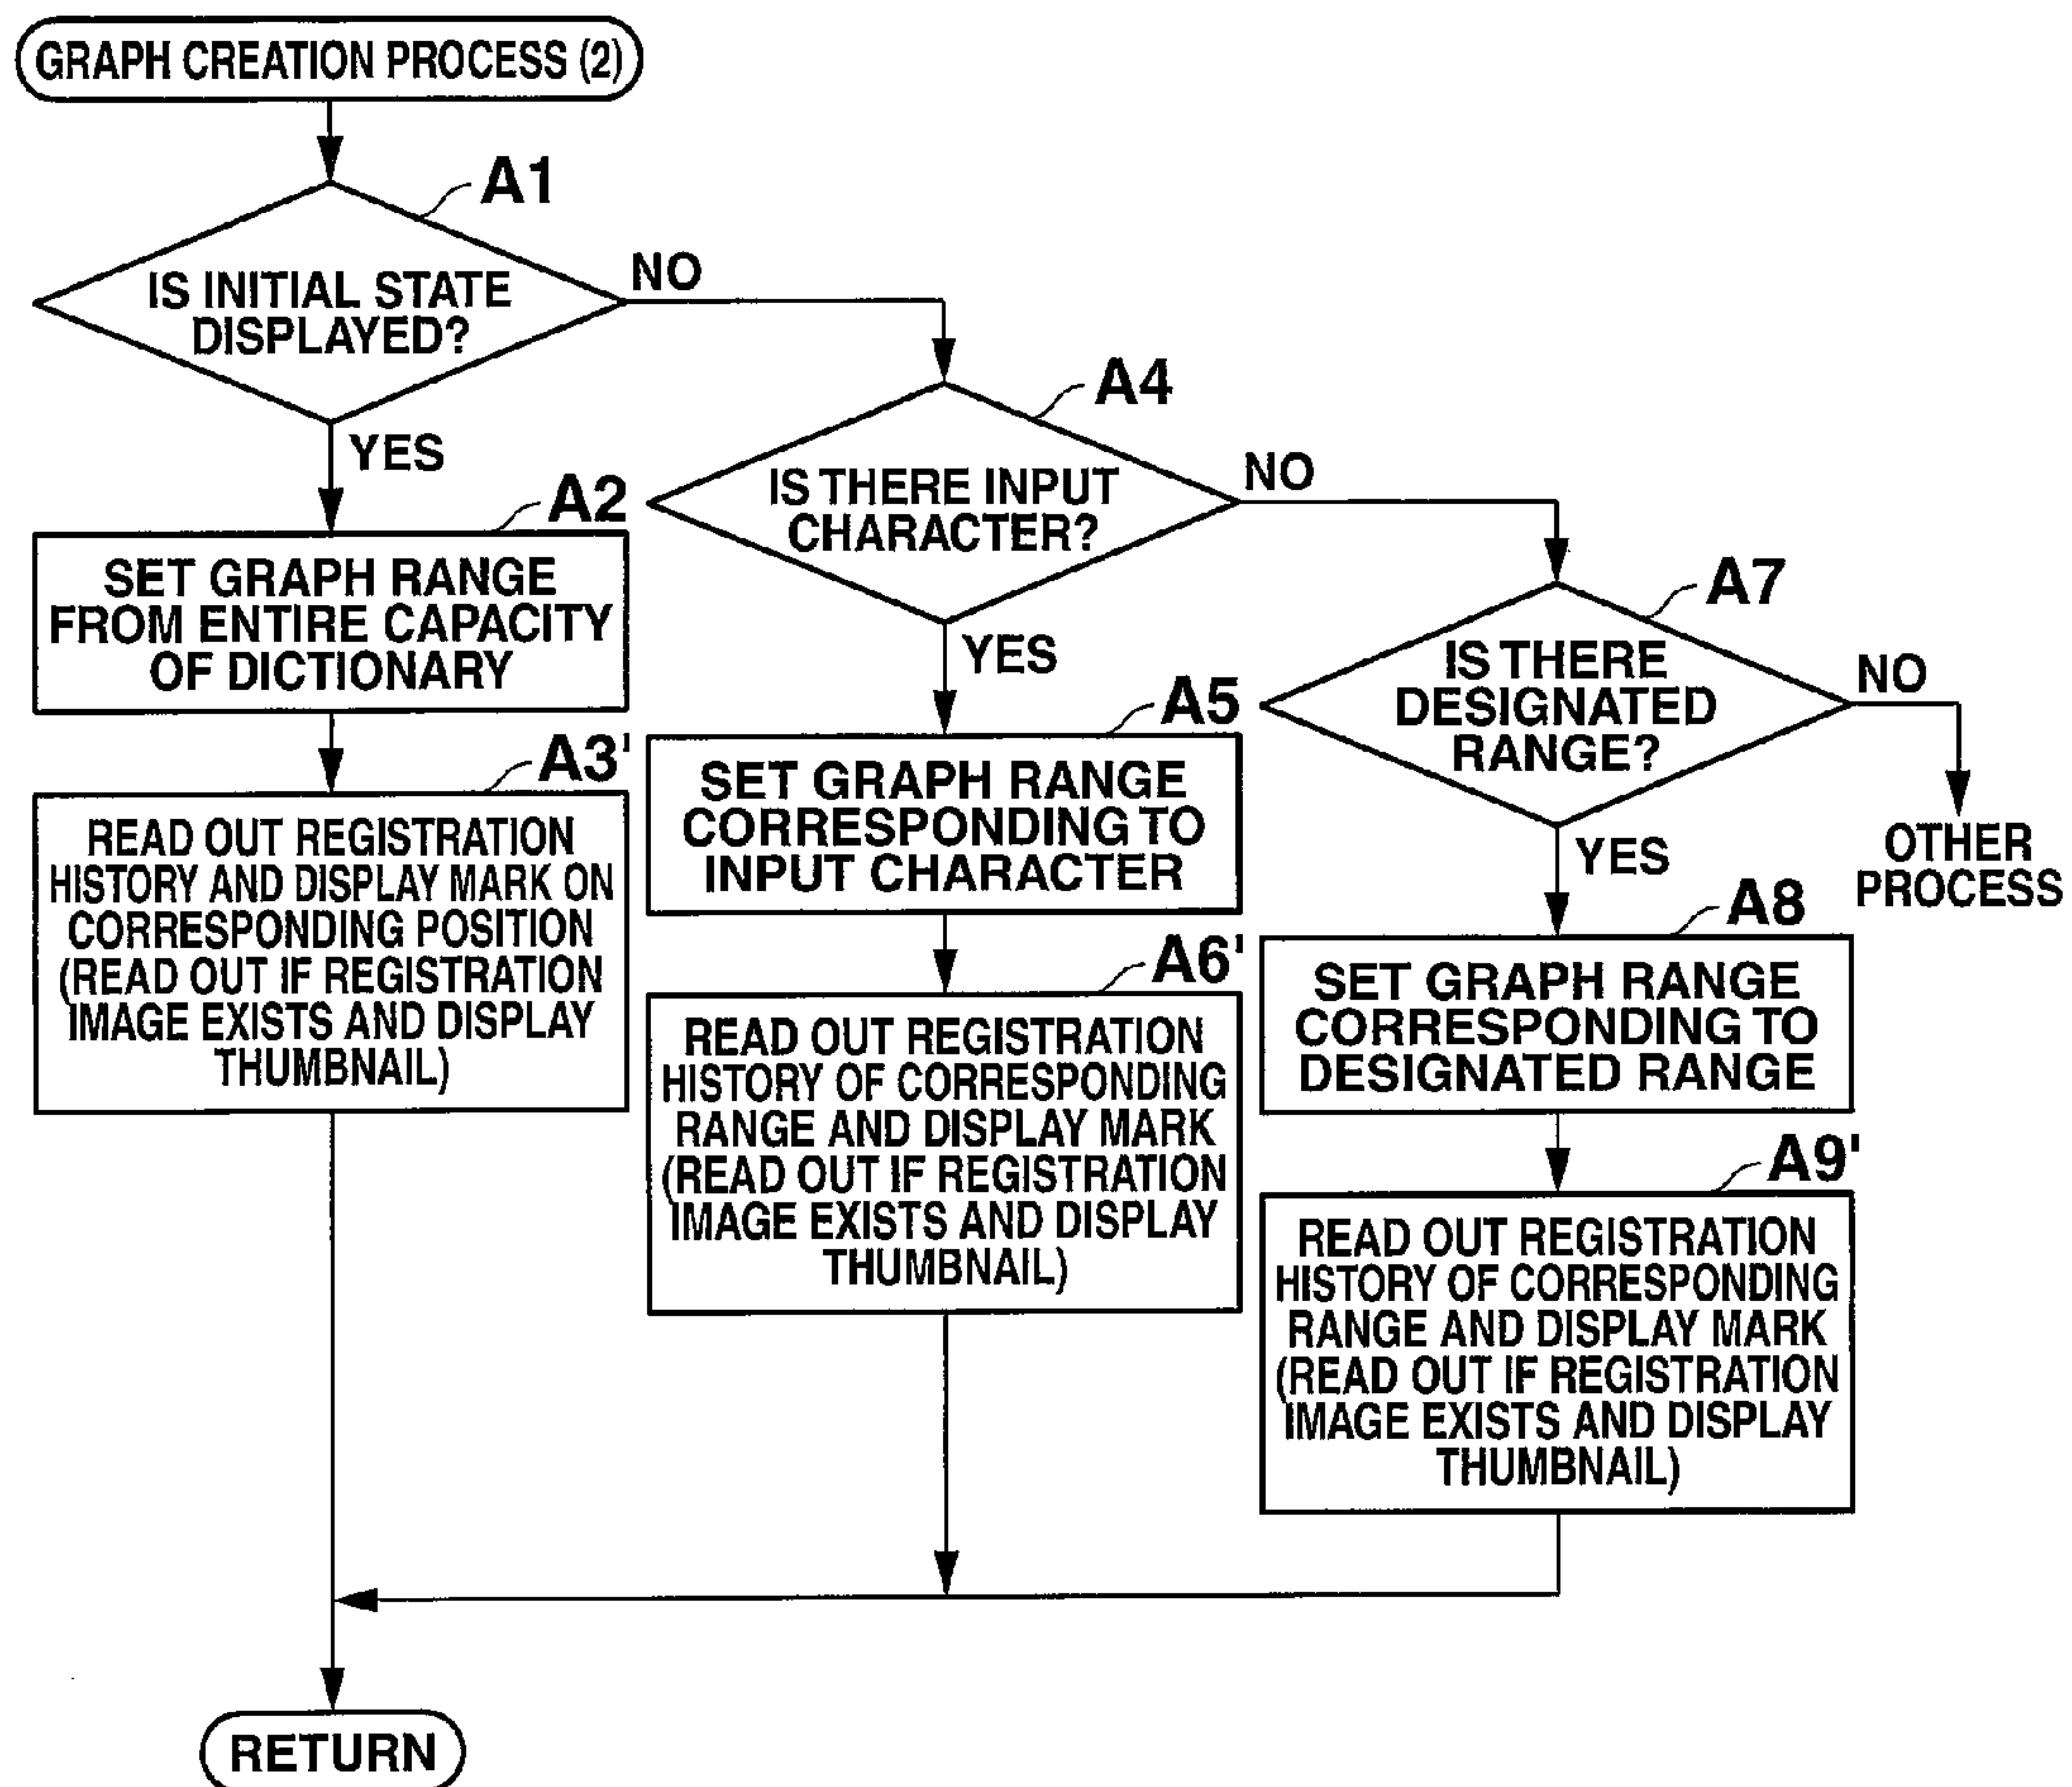 GRAPH CREATION PROCESS (2)
A1
IS INITIAL STATE
DISPLAYED?
NO
YES
A2
SET GRAPH RANGE
FROM ENTIRE CAPACITY
OF DICTIONARY
A3'
READ OUT REGISTRATION
HISTORY AND DISPLAY MARK ON
CORRESPONDING POSITION
(READ OUT IF REGISTRATION
IMAGE EXISTS AND DISPLAY
THUMBNAIL)
A4
IS THERE INPUT
CHARACTER?
NO
YES
A5
SET GRAPH RANGE
CORRESPONDING TO
INPUT CHARACTER
A6'
READ OUT REGISTRATION
HISTORY OF CORRESPONDING
RANGE AND DISPLAY MARK
(READ OUT IF REGISTRATION
IMAGE EXISTS AND DISPLAY
THUMBNAIL)
A7
IS THERE
DESIGNATED
RANGE?
NO
OTHER
PROCESS
YES
A8
SET GRAPH RANGE
CORRESPONDING TO
DESIGNATED RANGE
A9'
READ OUT REGISTRATION
HISTORY OF CORRESPONDING
RANGE AND DISPLAY MARK
(READ OUT IF REGISTRATION
IMAGE EXISTS AND DISPLAY
THUMBNAIL)
RETURN